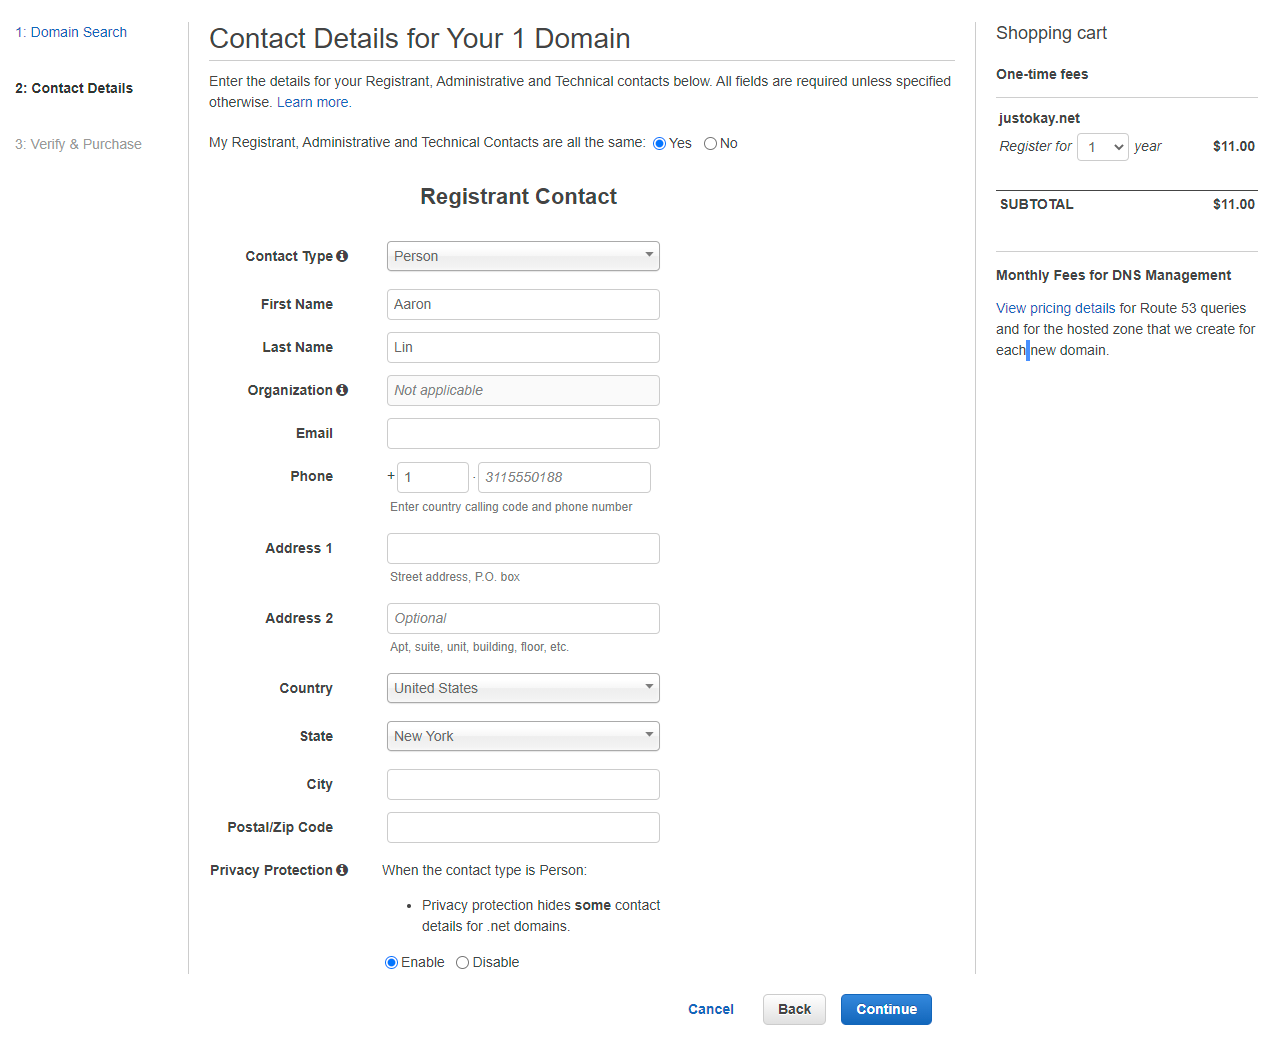 1: Domain Search
2: Contact Details
3: Verify & Purchase
Contact Details for Your 1 Domain
Enter the details for your Registrant, Administrative and Technical contacts below. All fields are required unless specified
otherwise. Learn more.
My Registrant, Administrative and Technical Contacts are all the same: Yes No
Registrant Contact
Contact Type Person
First Name Aaron
Last Name Lin
Organization Not applicable
Email
Phone + 1 . 3115550188
Enter country calling code and phone number
Address 1
Street address, P.O. box
Address 2 Optional
Apt, suite, unit, building, floor, etc.
Country United States
State New York
City
Postal/Zip Code
Privacy Protection When the contact type is Person:
• Privacy protection hides some contact
details for .net domains.
Enable Disable
Cancel Back Continue
Shopping cart
One-time fees
justokay.net
Register for 1 year $11.00
SUBTOTAL $11.00
Monthly Fees for DNS Management
View pricing details for Route 53 queries
and for the hosted zone that we create for
each new domain.